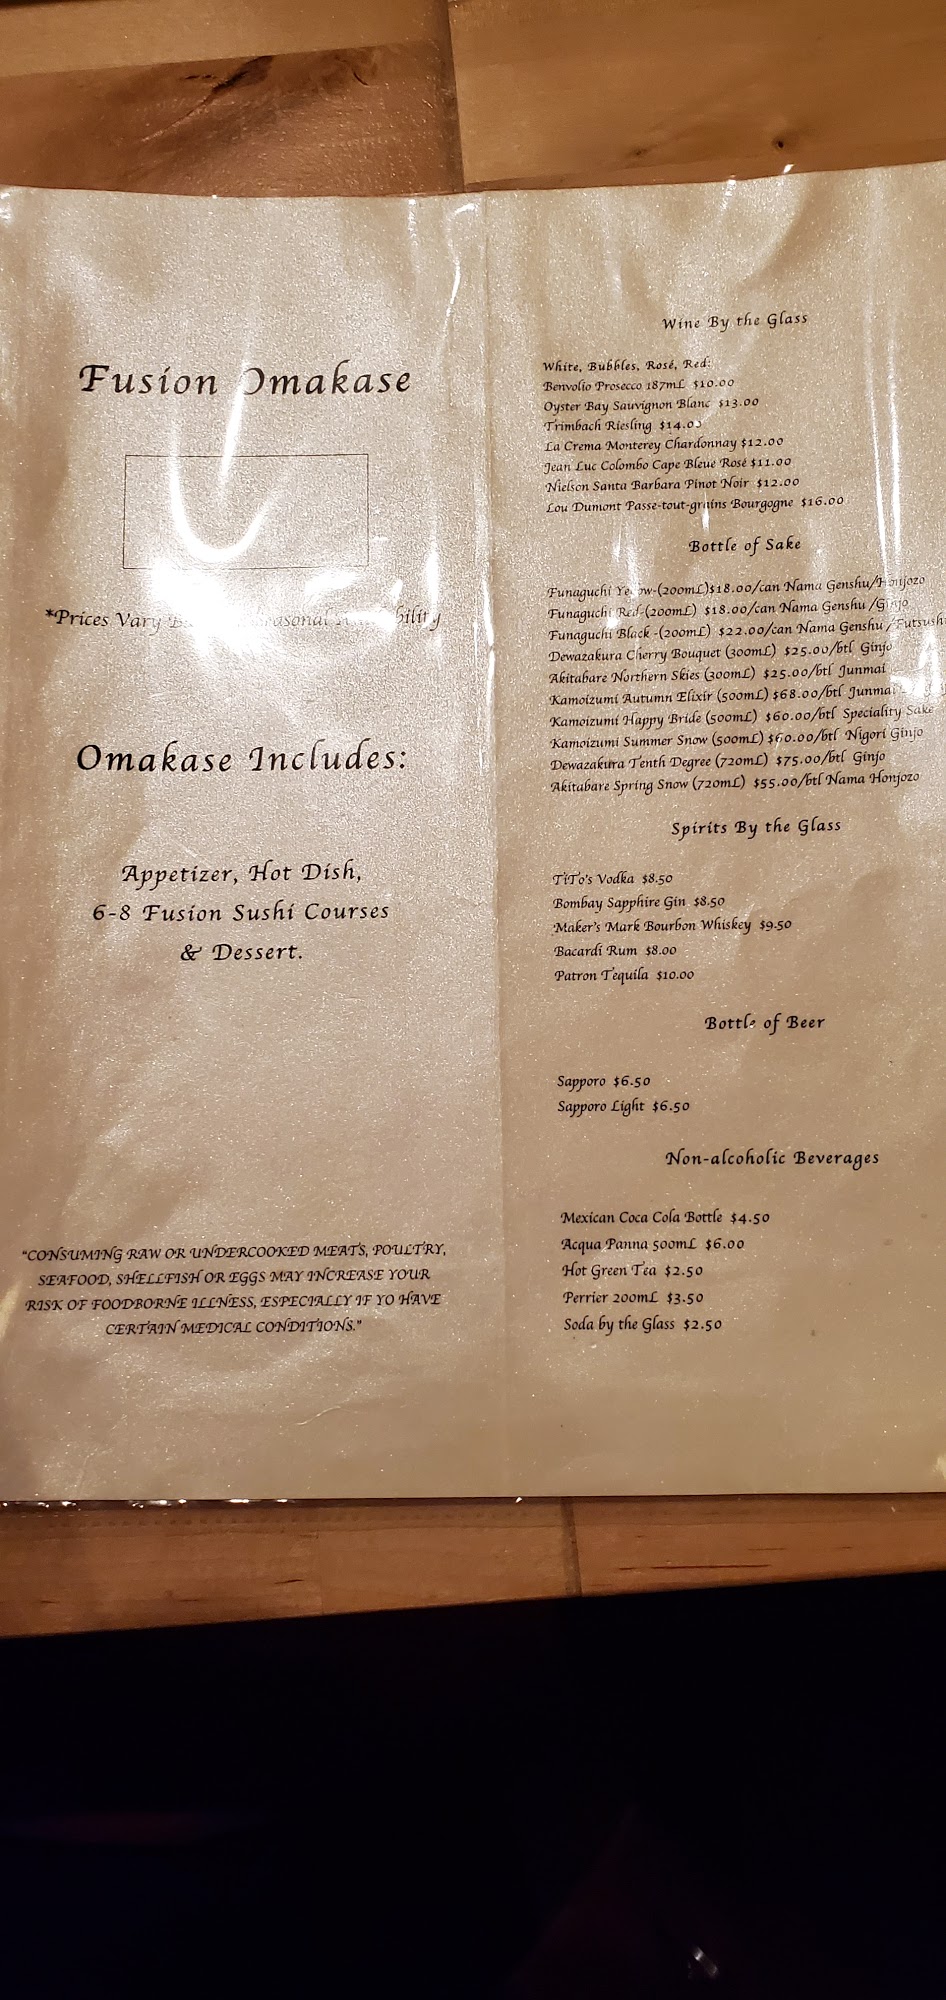 Fusion Omakase
*Prices Vary
Omakase Includes:
Appetizer, Hot Dish,
6-8 Fusion Sushi Courses
& Dessert.
"CONSUMING RAW OR UNDERCOOKED MEATS, POULTRY,
SEAFOOD, SHELLFISH OR EGGS MAY INCREASE YOUR
RISK OF FOODBORNE ILLNESS, ESPECIALLY IF YO HAVE
CERTAIN MEDICAL CONDITIONS."
Wine By the Glass
White, Bubbles, Rosé, Red:
Benvolio Prosecco 187mL $10.00
Oyster Bay Sauvignon Blanc $13.00
Trimbach Riesling $14.00
La Crema Monterey Chardonnay $12.00
Jean Luc Colombo Cape Bleue Rosé $11.00
Nielson Santa Barbara Pinot Noir $12.00
Lou Dumont Passe-tout-grains Bourgogne $16.00
Bottle of Sake
Funaguchi Yellow-(200mL)$18.00/can Nama Genshu/Honjozo
Funaguchi Red-(200mL) $18.00/can Nama Genshu /Ginjo
Funaguchi Black -(200mL) $22.00/can Nama Genshu /
Dewazakura Cherry Bouquet (300mL) $25.00/btl Ginjo
Akitabare Northern Skies (300mL) $25.00/btl Junmai
Kamoizumi Autumn Elixir (500mL) $68.00/btl Junmai
Kamoizumi Happy Bride (500mL) $60.00/btl Speciality Sake
Kamoizumi Summer Snow (500mL) $60.00/btl Nigori Ginjo
Dewazakura Tenth Degree (720mL) $75.00/btl Ginjo
Akitabare Spring Snow (720mL) $55.00/btl Nama Honjozo
Spirits By the Glass
TiTo's Vodka $8.50
Bombay Sapphire Gin $8.50
Maker's Mark Bourbon Whiskey $9.50
Bacardi Rum $8.00
Patron Tequila $10.00
Bottle of Beer
Sapporo $6.50
Sapporo Light $6.50
Non-alcoholic Beverages
Mexican Coca Cola Bottle $4.50
Acqua Panna 500mL $6.00
Hot Green Tea $2.50
Perrier 200mL $3.50
Soda by the Glass $2.50